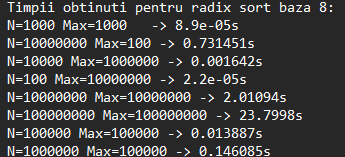 Timpii obtinuti pentru radix sort baza 8:
N=1000 Max=1000   -> 8.9e-05s
N=10000000 Max=100 -> 0.731451s
N=10000 Max=1000000 -> 0.001642s
N=100 Max=10000000 -> 2.2e-05s
N=10000000 Max=10000000 -> 2.01094s
N=100000000 Max=100000000 -> 23.7998s
N=100000 Max=100000 -> 0.013887s
N=1000000 Max=100000 -> 0.146085s